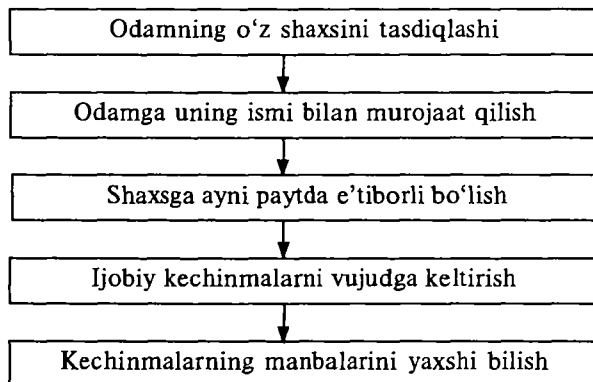 Odamning o‘z shaxsini tasdiqlashi
Odamga uning ismi bilan murojaat qilish
Shaxsga ayni paytda e’tiborli bo‘lish
Ijobiy kechinmalarni vujudga keltirish
Kechinmalarning manbalarini yaxshi bilish